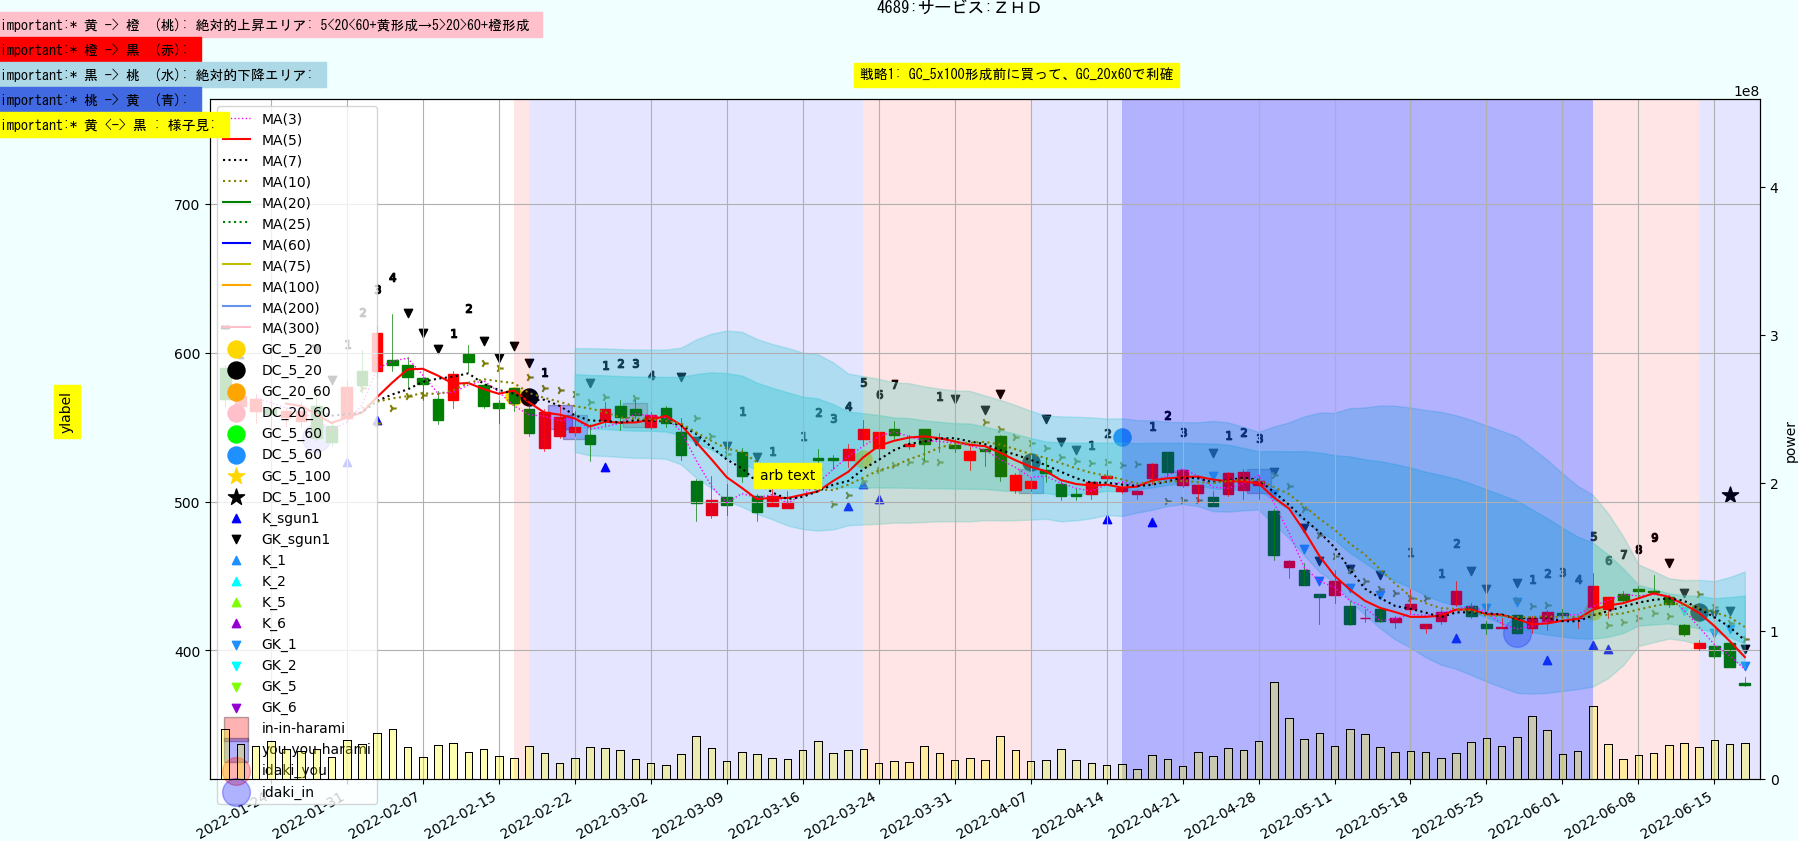 4689:サービス:ＺＨＤ
important:* 黄 -> 橙 (桃): 絶対的上昇エリア: 5<20<60+黄形成→5>20>60+橙形成
important:* 橙 -> 黒 (赤):
important:* 黒 -> 桃 (水): 絶対的下降エリア:
戦略1: GC_5x100形成前に買って、GC_20x60で利確
important:* 桃 -> 黄 (青):
important:* 黄 <-> 黒 : 様子見:
1e8
MA(3)
MA(5)
MA(7)
MA(10)
MA(20)
MA(25)
MA(60)
MA(75)
MA(100)
MA(200)
MA(300)
GC_5_20
DC_5_20
GC_20_60
DC_20_60
GC_5_60
DC_5_60
GC_5_100
DC_5_100
K_sgun1
GK_sgun1
K_1
K_2
K_5
K_6
GK_1
GK_2
GK_5
GK_6
in-in-harami
you-you-harami
idaki_you
idaki_in
700
600
500
400
ylabel
arb text
4
3
2
1
0
power
2022-01-24
2022-01-31
2022-02-07
2022-02-15
2022-02-22
2022-03-02
2022-03-09
2022-03-16
2022-03-24
2022-03-31
2022-04-07
2022-04-14
2022-04-21
2022-04-28
2022-05-11
2022-05-18
2022-05-25
2022-06-01
2022-06-08
2022-06-15